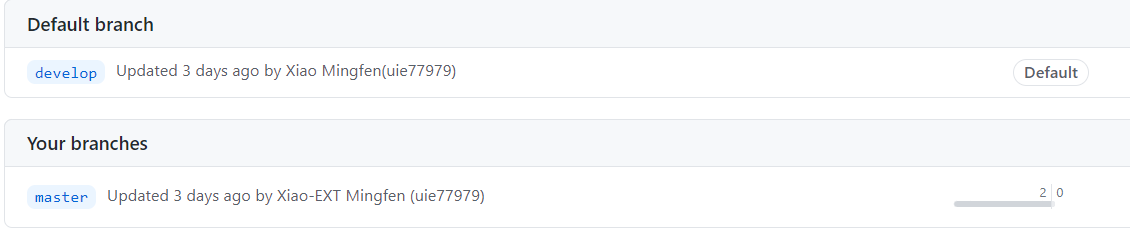 Default branch
develop Updated 3 days ago by Xiao Mingfen(uie77979) Default
Your branches
master Updated 3 days ago by Xiao-EXT Mingfen (uie77979) 2 0